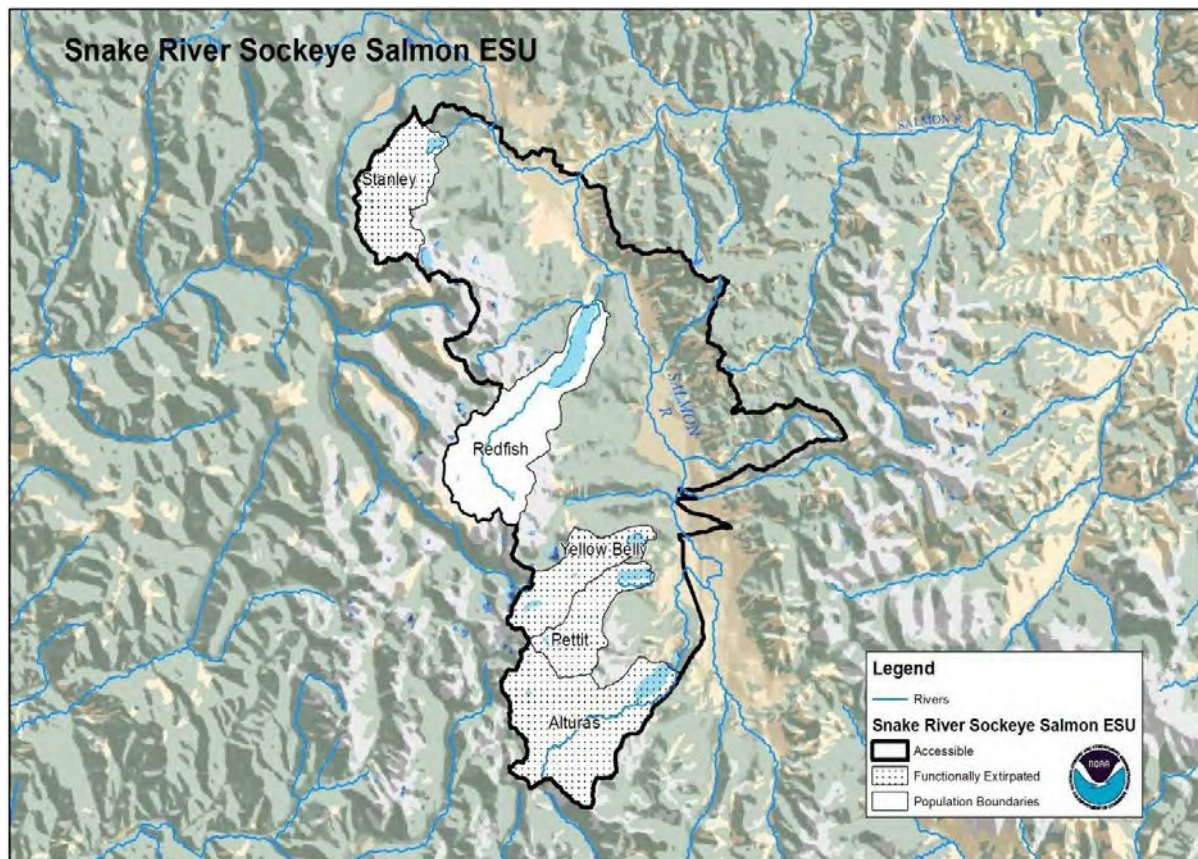 Snake River Sockeye Salmon ESU
SALMON R
Stanley
SALMON
R
Redfish
Yellow Belly
Pettit
Alturas
Legend
Rivers
Snake River Sockeye Salmon ESU
Accessible
Functionally Extirpated
Population Boundaries
NOAA